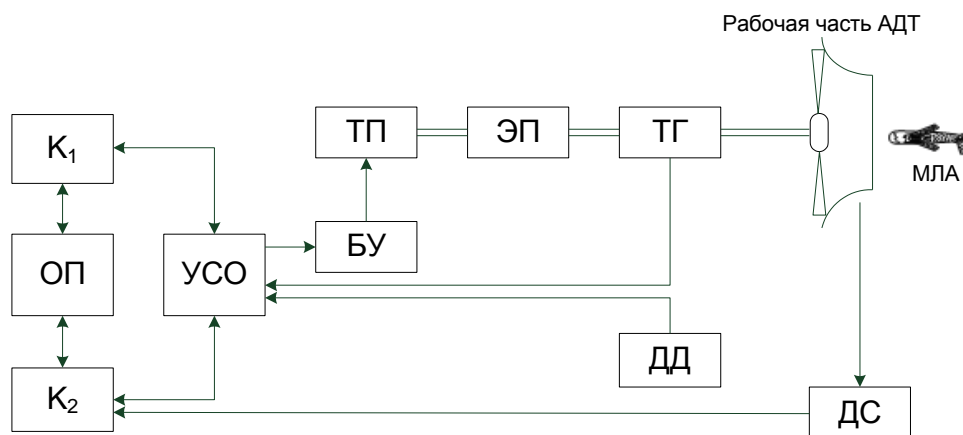 Рабочая часть АДТ
ТП
ЭП
ТГ
К₁
МЛА
БУ
ОП
УСО
ДД
К₂
ДС